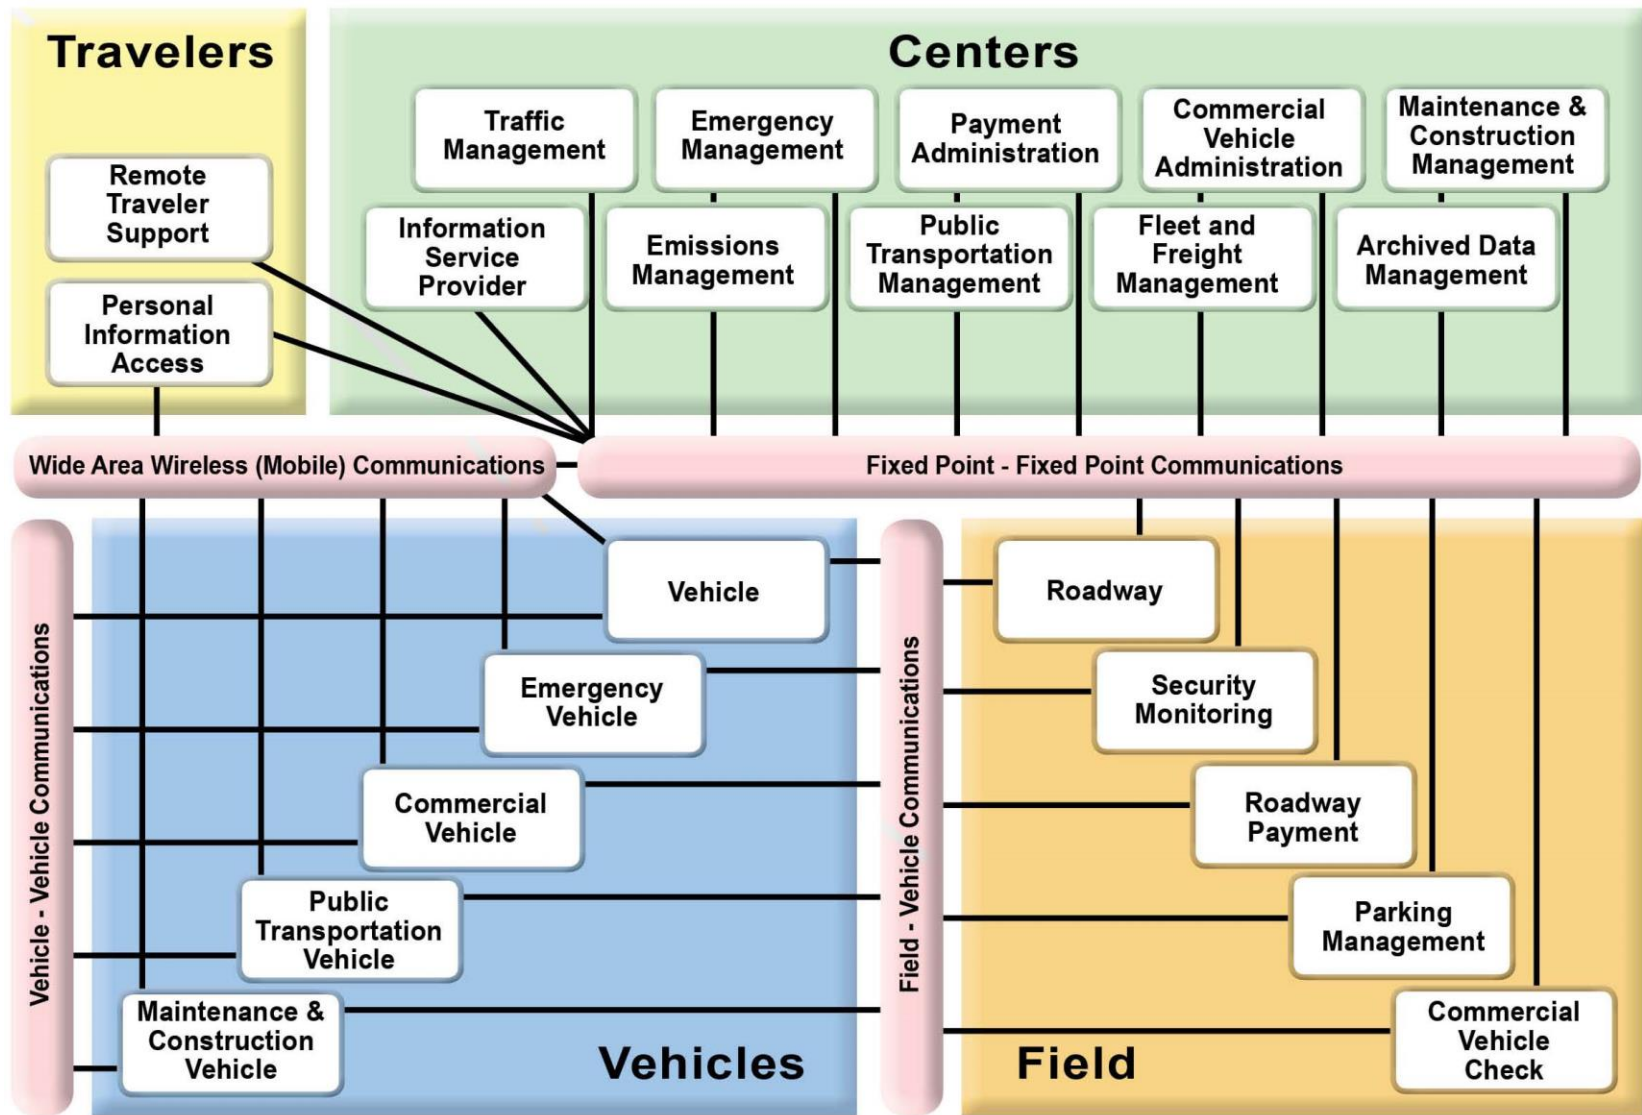 Travelers
Centers
Remote
Traveler
Support
Personal
Information
Access
Traffic
Management
Emergency
Management
Payment
Administration
Commercial
Vehicle
Administration
Maintenance &
Construction
Management
Information
Service
Provider
Emissions
Management
Public
Transportation
Management
Fleet and
Freight
Management
Archived Data
Management
Wide Area Wireless (Mobile) Communications
Fixed Point - Fixed Point Communications
Vehicle - Vehicle Communications
Vehicle
Emergency
Vehicle
Commercial
Vehicle
Public
Transportation
Vehicle
Maintenance &
Construction
Vehicle
Vehicles
Field - Vehicle Communications
Roadway
Security
Monitoring
Roadway
Payment
Parking
Management
Commercial
Vehicle
Check
Field